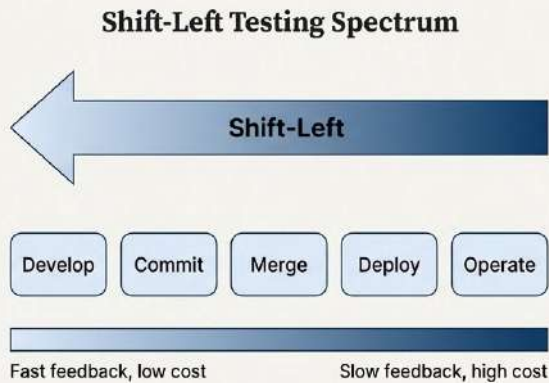 Shift-Left Testing Spectrum
Shift-Left
Develop Commit Merge Deploy Operate
Fast feedback, low cost Slow feedback, high cost